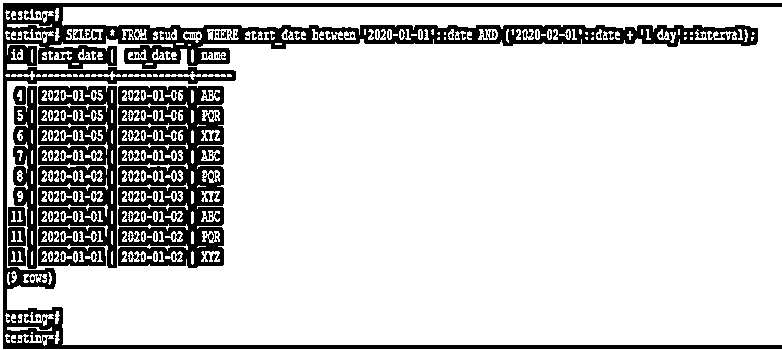 testing=#
testing=# SELECT * FROM stud_cmp WHERE start_date between '2020-01-01'::date AND ('2020-02-01'::date + '1 day'::interval);
id | start_date | end_date | name
----+------------+------------+------
4 | 2020-01-05 | 2020-01-06 | ABC
5 | 2020-01-05 | 2020-01-06 | PQR
6 | 2020-01-05 | 2020-01-06 | XYZ
7 | 2020-01-02 | 2020-01-03 | ABC
8 | 2020-01-02 | 2020-01-03 | PQR
9 | 2020-01-02 | 2020-01-03 | XYZ
11 | 2020-01-01 | 2020-01-02 | ABC
11 | 2020-01-01 | 2020-01-02 | PQR
11 | 2020-01-01 | 2020-01-02 | XYZ
(9 rows)
testing=#
testing=#